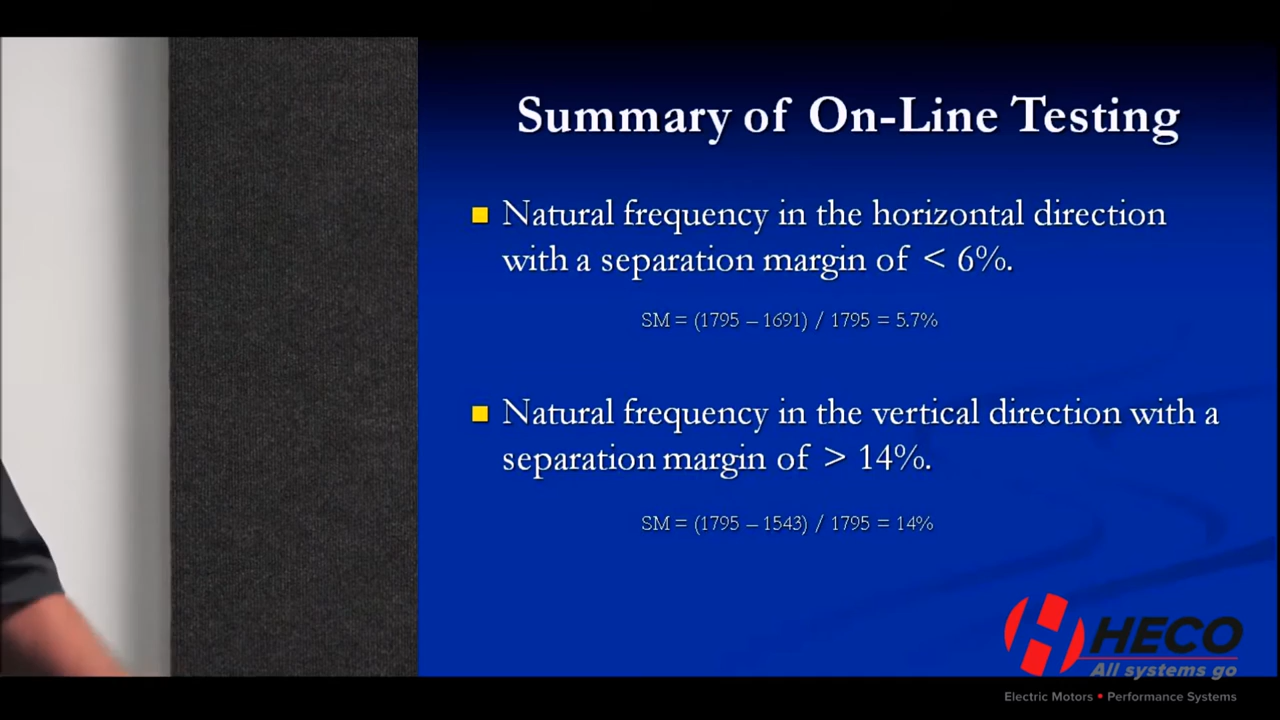 Summary of On-Line Testing
Natural frequency in the horizontal direction
with a separation margin of < 6%.
SM = (1795 – 1691) / 1795 = 5.7%
Natural frequency in the vertical direction with a
separation margin of > 14%.
SM = (1795 – 1543) / 1795 = 14%
HECO
All systems go
Electric Motors • Performance Systems